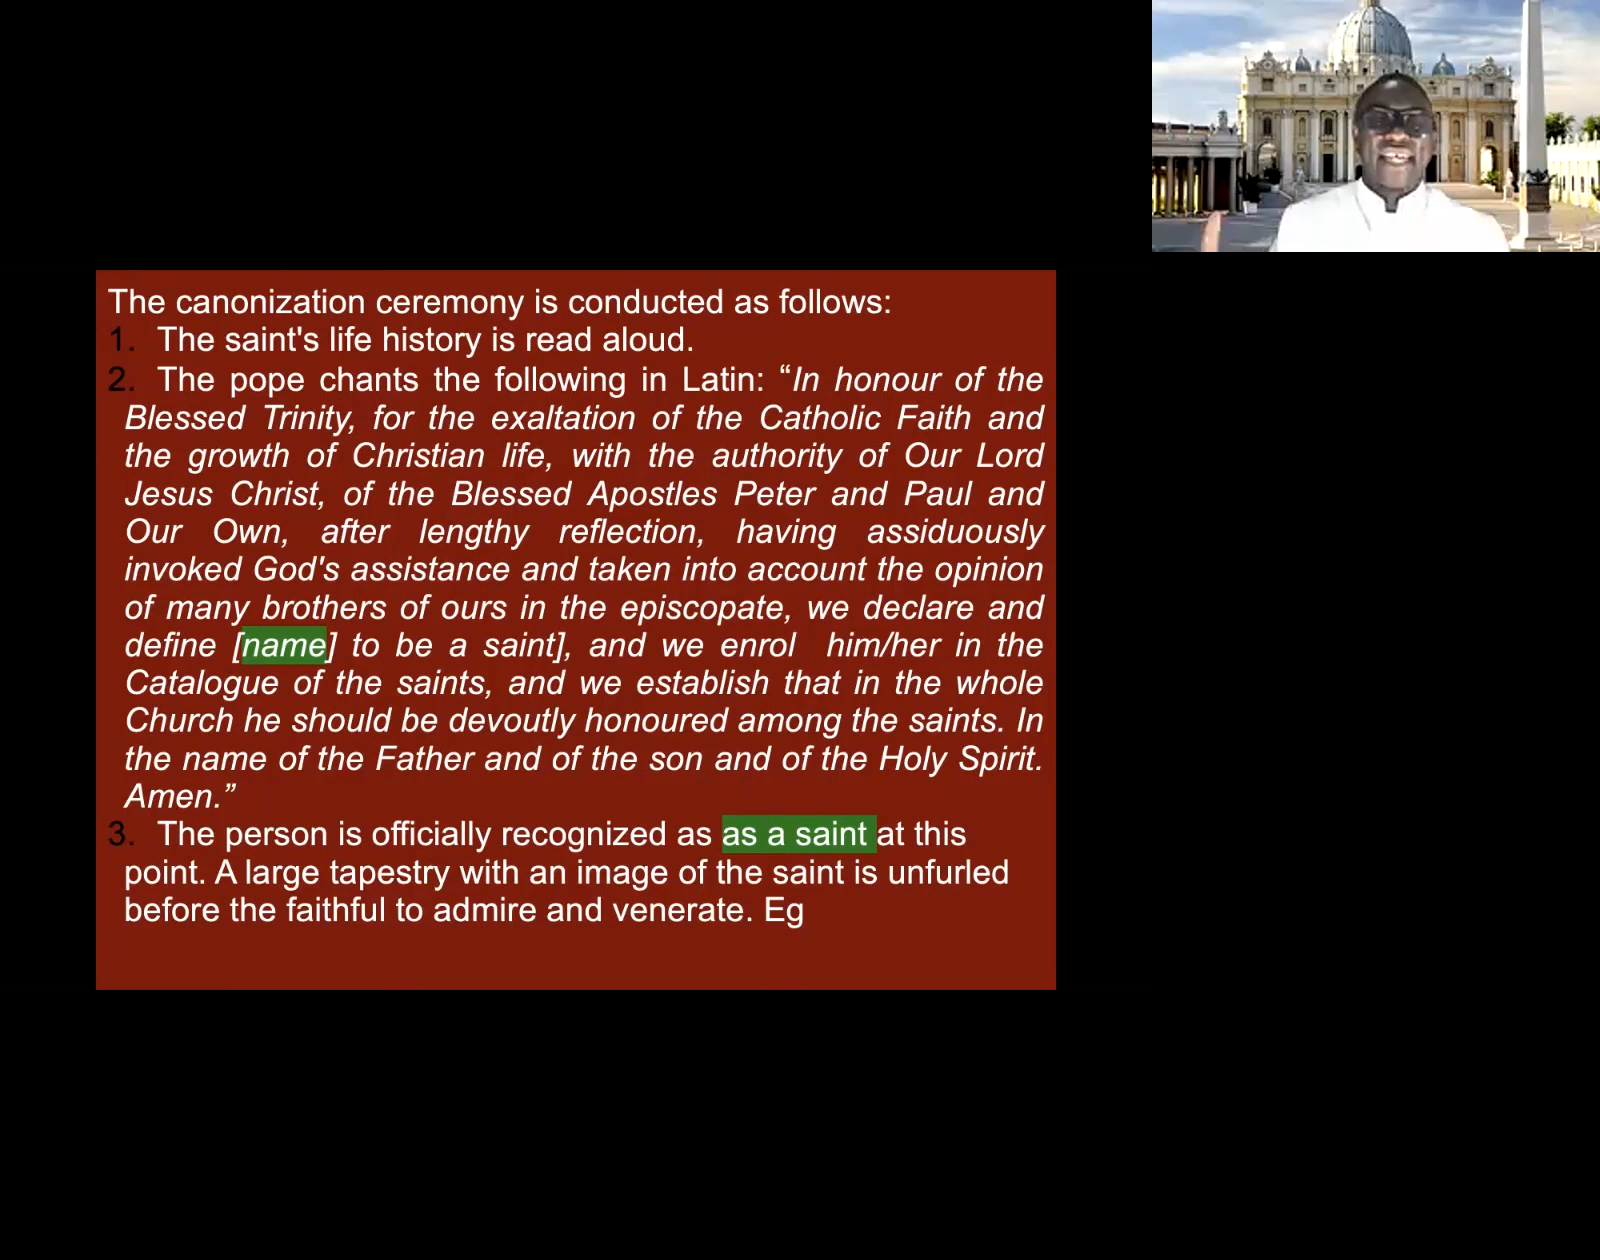 The canonization ceremony is conducted as follows:
1. The saint's life history is read aloud.
2. The pope chants the following in Latin: “In honour of the
Blessed Trinity, for the exaltation of the Catholic Faith and
the growth of Christian life, with the authority of Our Lord
Jesus Christ, of the Blessed Apostles Peter and Paul and
Our Own, after lengthy reflection, having assiduously
invoked God's assistance and taken into account the opinion
of many brothers of ours in the episcopate, we declare and
define [name] to be a saint], and we enrol him/her in the
Catalogue of the saints, and we establish that in the whole
Church he should be devoutly honoured among the saints. In
the name of the Father and of the son and of the Holy Spirit.
Amen.”
3. The person is officially recognized as as a saint at this
point. A large tapestry with an image of the saint is unfurled
before the faithful to admire and venerate. Eg